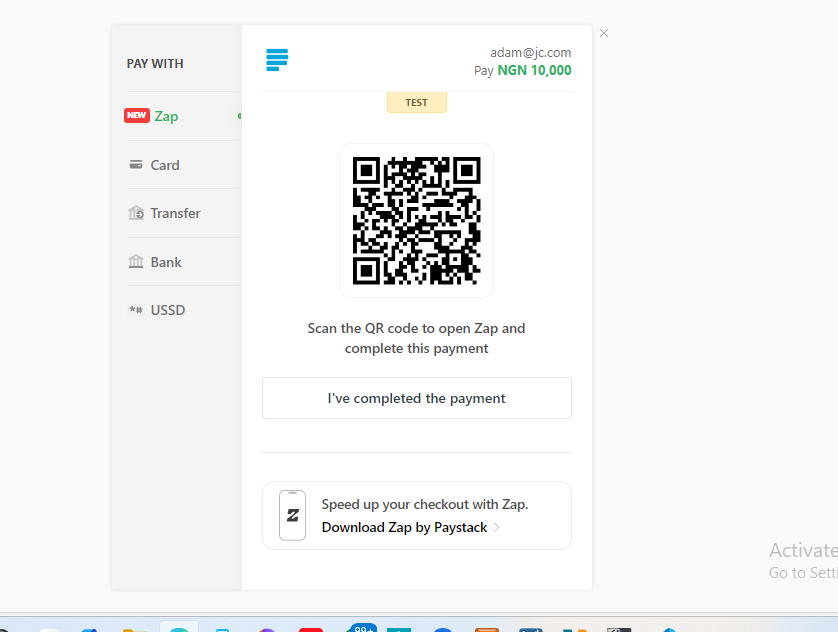 PAY WITH
adam@jc.com
Pay NGN 10,000
TEST
NEW Zap
Card
Transfer
Bank
*# USSD
Scan the QR code to open Zap and
complete this payment
I've completed the payment
Speed up your checkout with Zap.
Download Zap by Paystack
Activate
Go to Setti
99+